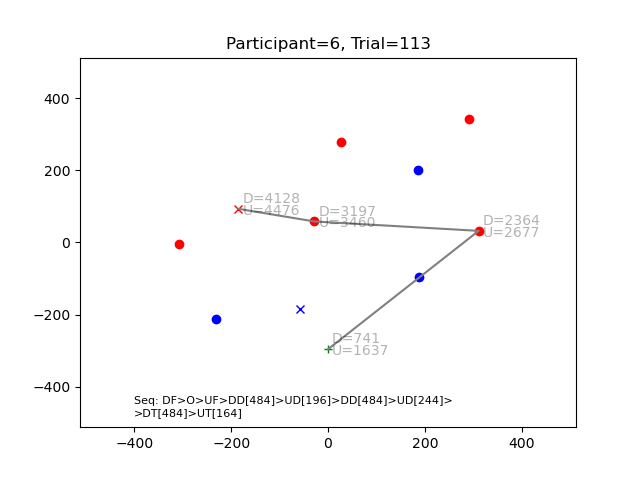 Participant=6, Trial=113
400
200
0
−200
−400
D=4128
U=4476
D=3197
U=3460
D=2364
U=2677
D=741
U=1637
Seq: DF>O>UF>DD[484]>UD[196]>DD[484]>UD[244]>
>DT[484]>UT[164]
−400 −200 0 200 400